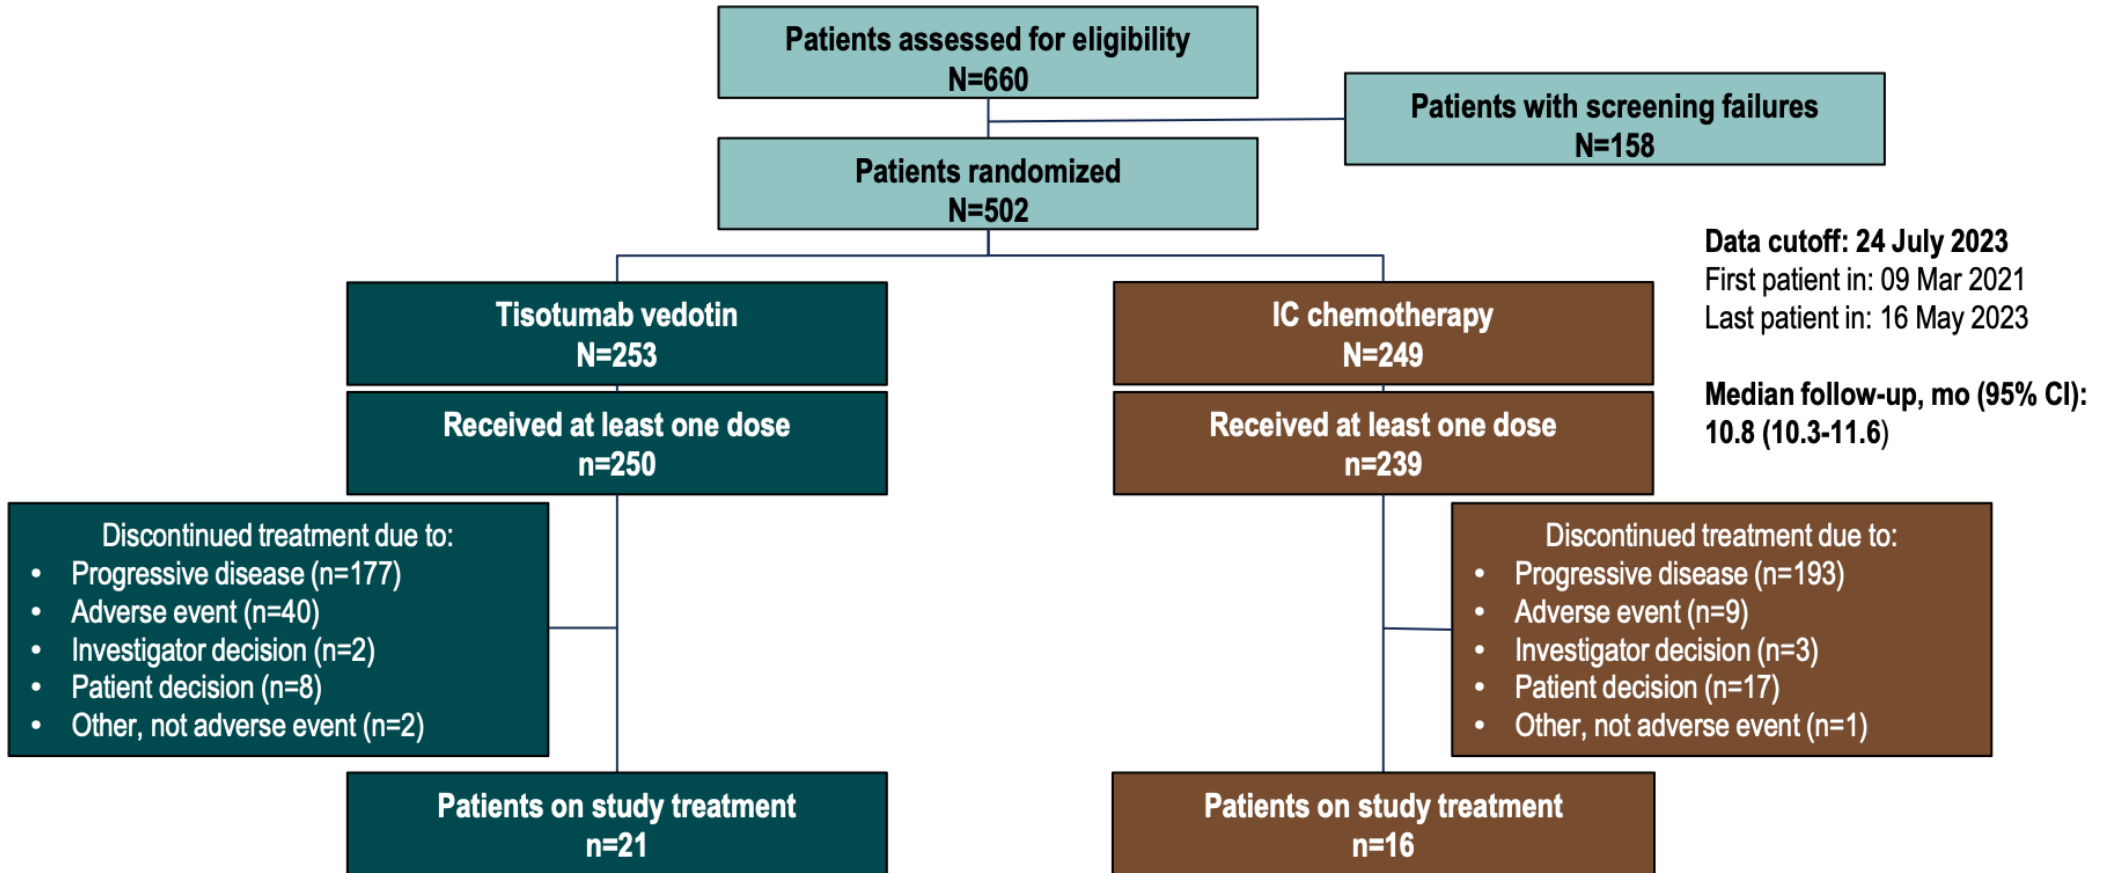 Patients assessed for eligibility
N=660
Patients with screening failures
N=158
Patients randomized
N=502
Data cutoff: 24 July 2023
First patient in: 09 Mar 2021
Last patient in: 16 May 2023
Median follow-up, mo (95% CI):
10.8 (10.3-11.6)
Tisotumab vedotin
N=253
Received at least one dose
n=250
Discontinued treatment due to:
• Progressive disease (n=177)
• Adverse event (n=40)
• Investigator decision (n=2)
• Patient decision (n=8)
• Other, not adverse event (n=2)
Patients on study treatment
n=21
IC chemotherapy
N=249
Received at least one dose
n=239
Discontinued treatment due to:
• Progressive disease (n=193)
• Adverse event (n=9)
• Investigator decision (n=3)
• Patient decision (n=17)
• Other, not adverse event (n=1)
Patients on study treatment
n=16